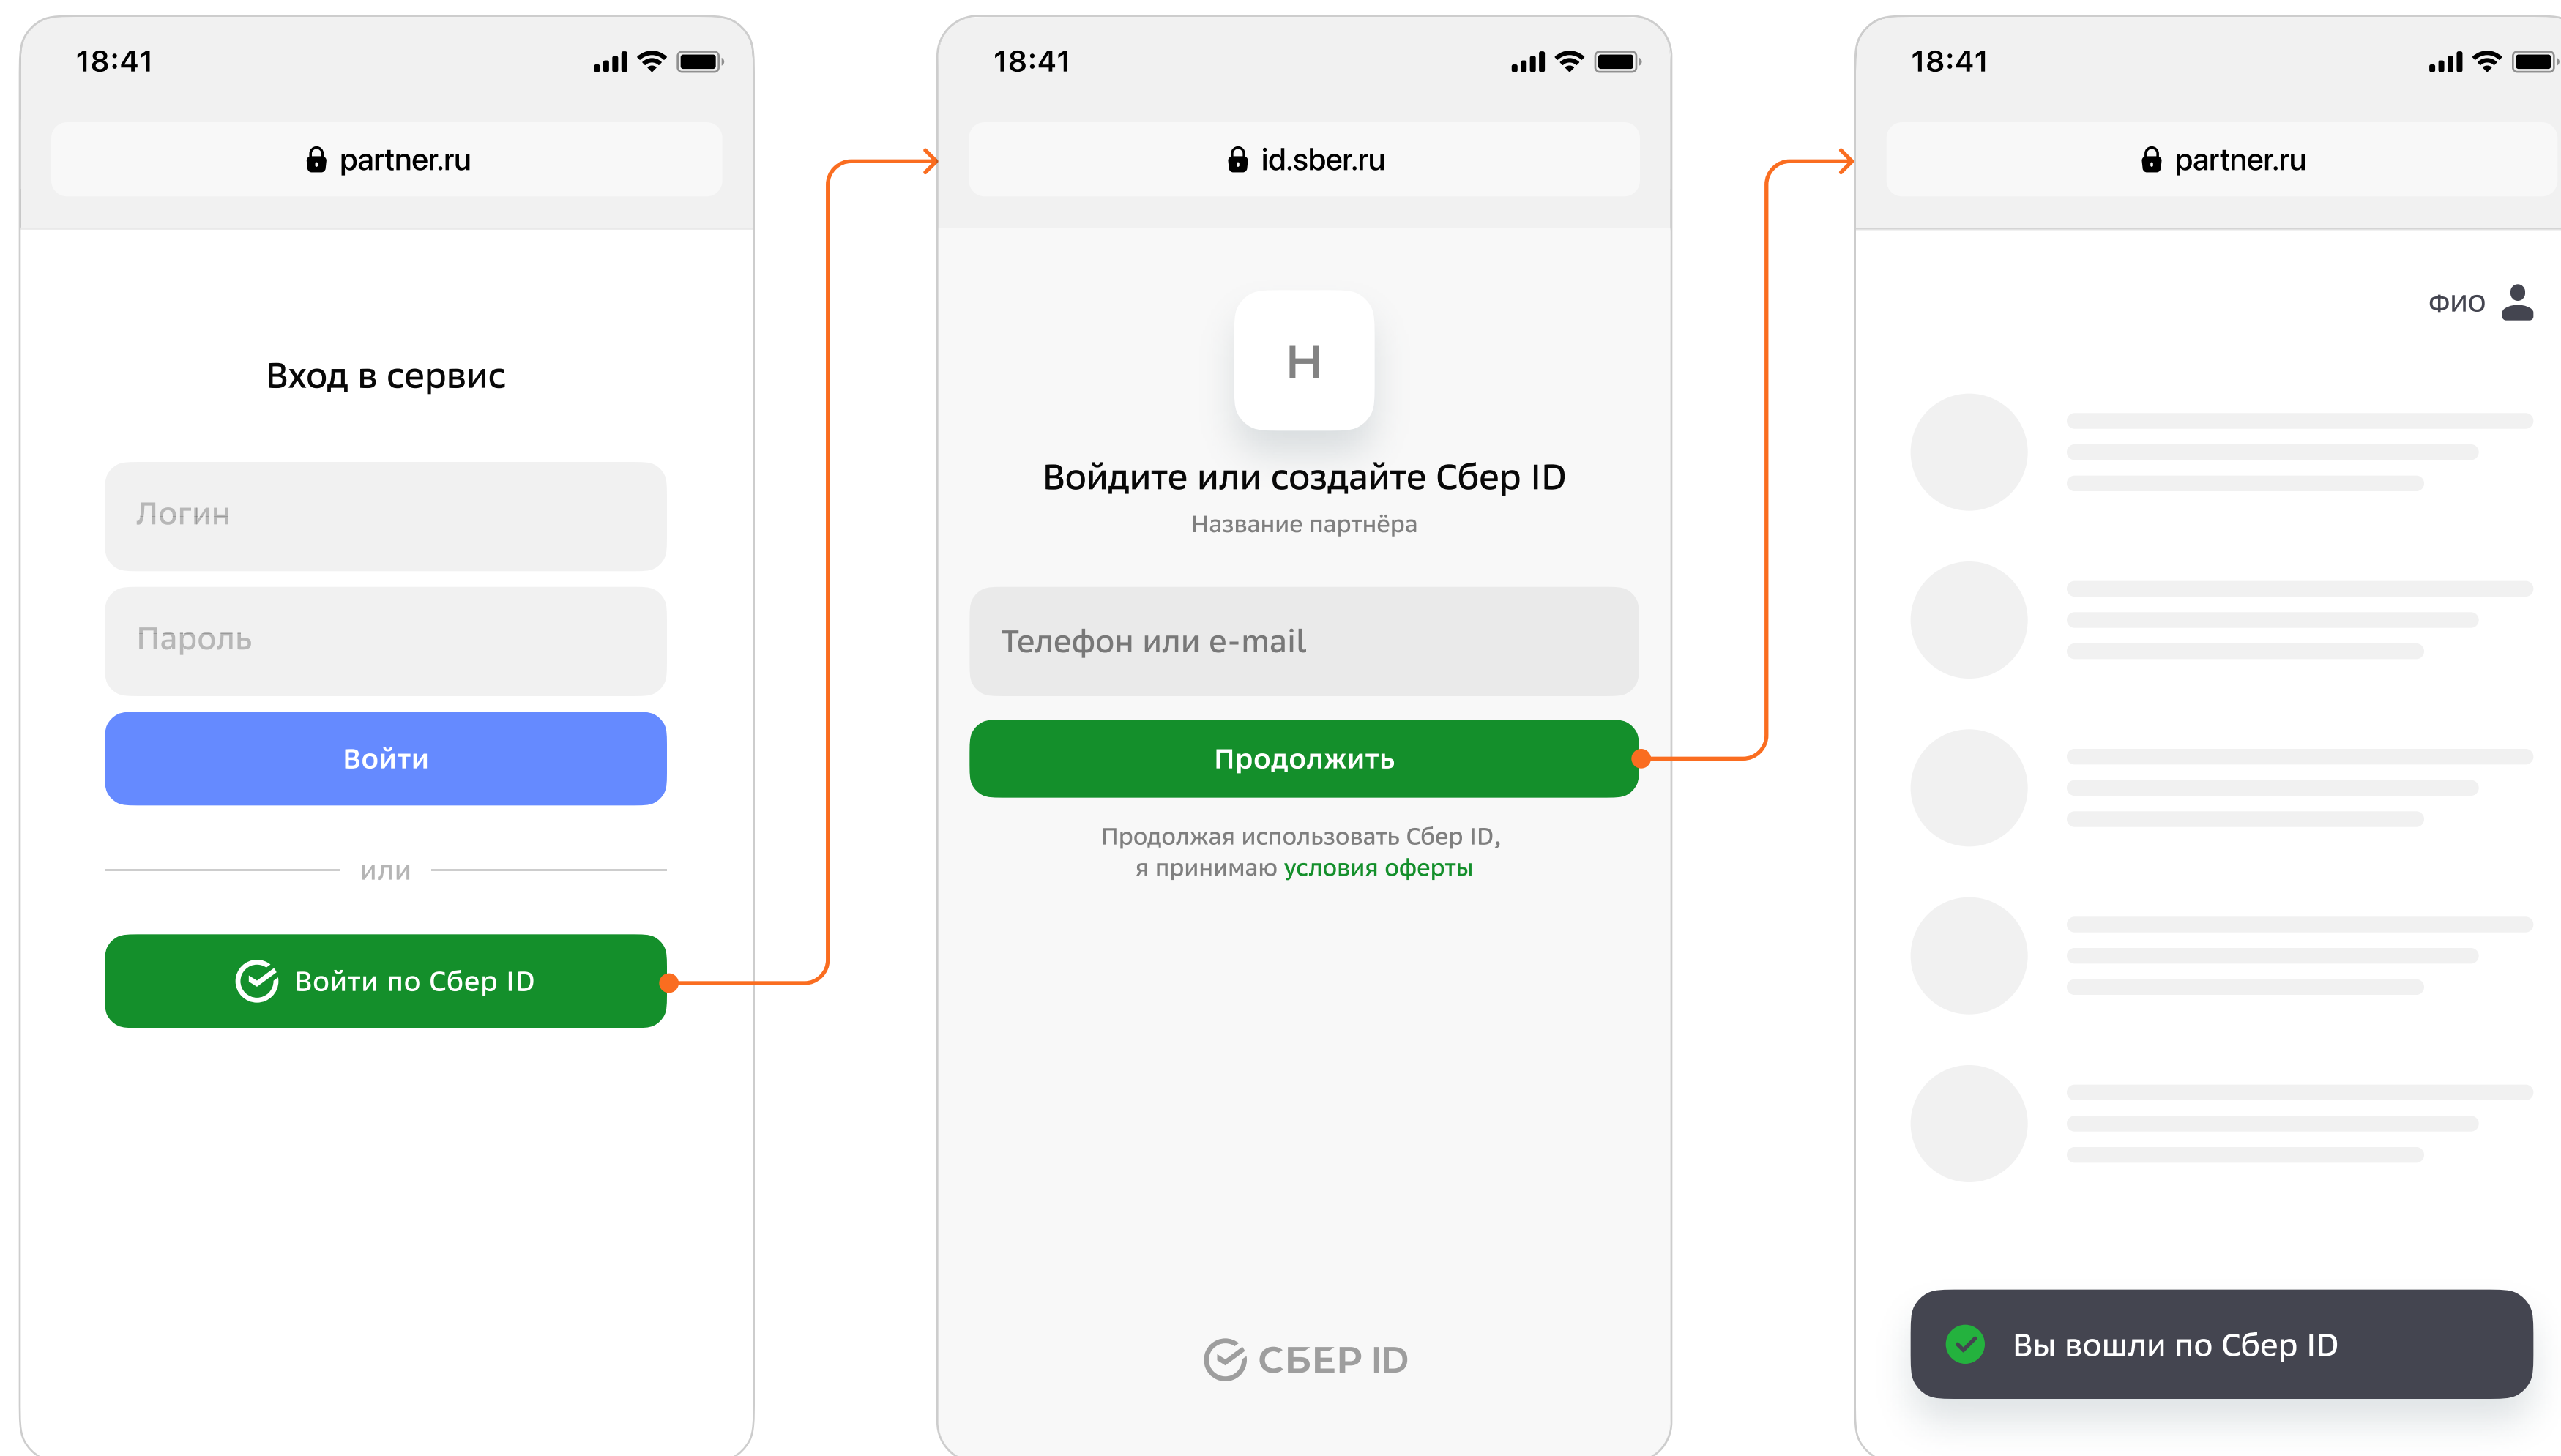 18:41
partner.ru
Вход в сервис
Логин
Пароль
Войти
или
Войти по Сбер ID
18:41
id.sber.ru
Н
Войдите или создайте Сбер ID
Название партнёра
Телефон или e-mail
Продолжить
Продолжая использовать Сбер ID,
я принимаю условия оферты
СБЕР ID
18:41
partner.ru
ФИО
Вы вошли по Сбер ID